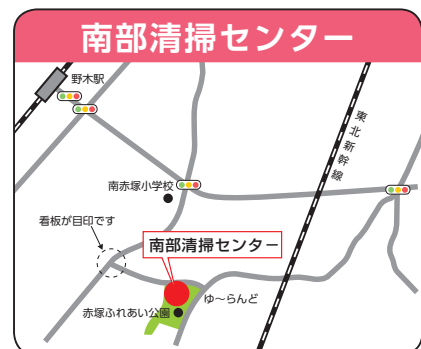 南部清掃センター
野木駅
東北新幹線
南赤塚小学校
看板が目印です
南部清掃センター
ゆ〜らんど
赤塚ふれあい公園